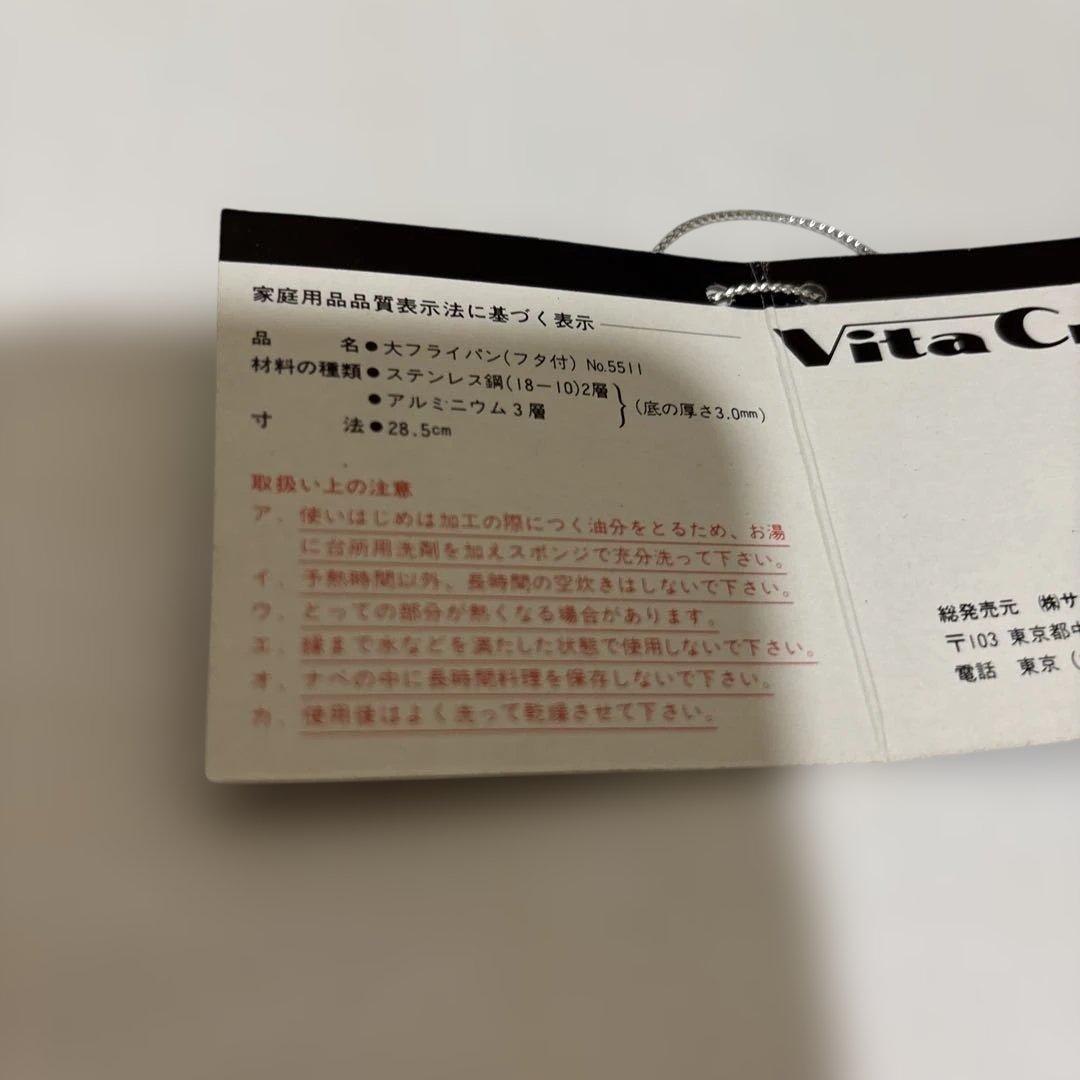 家庭用品品質表示法に基づく表示
品名●大フライパン(フタ付) No.5511
材料の種類●ステンレス鋼(18-10)2層
●アルミニウム3層
(底の厚さ3.0mm)
寸法●28.5cm
取扱い上の注意
ア. 使いはじめは加工の際につく油分をとるため、お湯
に台所用洗剤を加えスポンジで充分洗って下さい。
イ. 予熱時間以外、長時間の空炊きはしないで下さい。
ウ. とっての部分が熱くなる場合があります。
エ. 縁まで水などを満たした状態で使用しないで下さい。
オ. ナベの中に長時間料理を保存しないで下さい。
カ. 使用後はよく洗って乾燥させて下さい。
Vita Cr
総発売元 ㈱サ
〒103 東京都中
電話 東京(